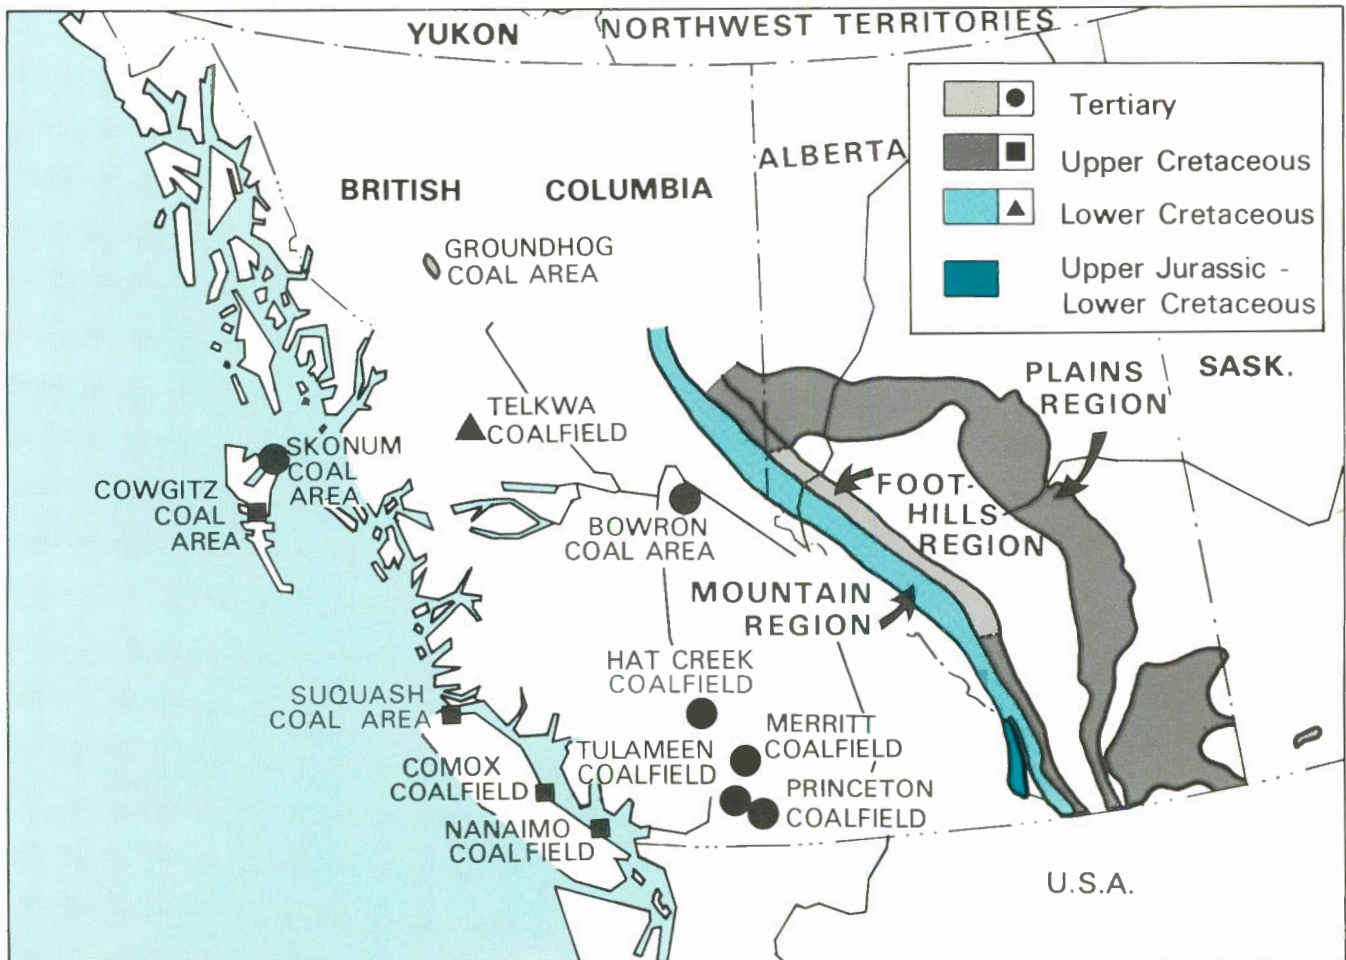 YUKON
NORTHWEST TERRITORIES
Tertiary
Upper Cretaceous
Lower Cretaceous
Upper Jurassic -
Lower Cretaceous
ALBERTA
BRITISH COLUMBIA
GROUNDHOG
COAL AREA
SASK.
PLAINS
REGION
TELKWA
COALFIELD
SKONUM
COAL
AREA
COWGITZ
COAL
AREA
FOOT-
HILLS
REGION
BOWRON
COAL AREA
MOUNTAIN
REGION
HAT CREEK
COALFIELD
SUQUASH
COAL AREA
MERRITT
COALFIELD
TULAMEEN
COALFIELD
COMOX
COALFIELD
PRINCETON
COALFIELD
NANAIMO
COALFIELD
U.S.A.